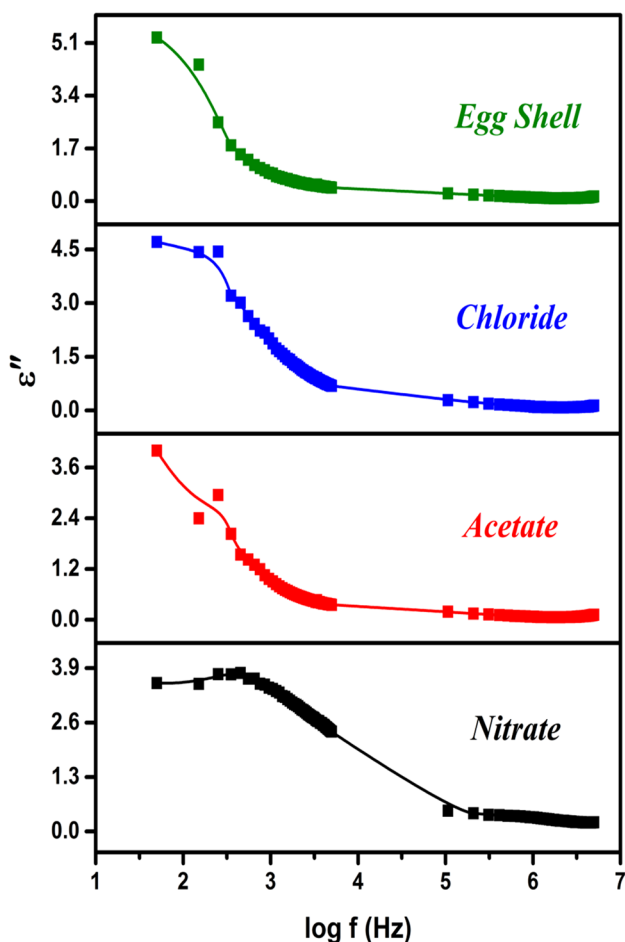 5.1
3.4
Egg Shell
1.7
0.0
4.5
3.0
Chloride
1.5
0.0
ε″
3.6
2.4
Acetate
1.2
0.0
3.9
2.6
Nitrate
1.3
0.0
1 2 3 4 5 6 7
log f (Hz)